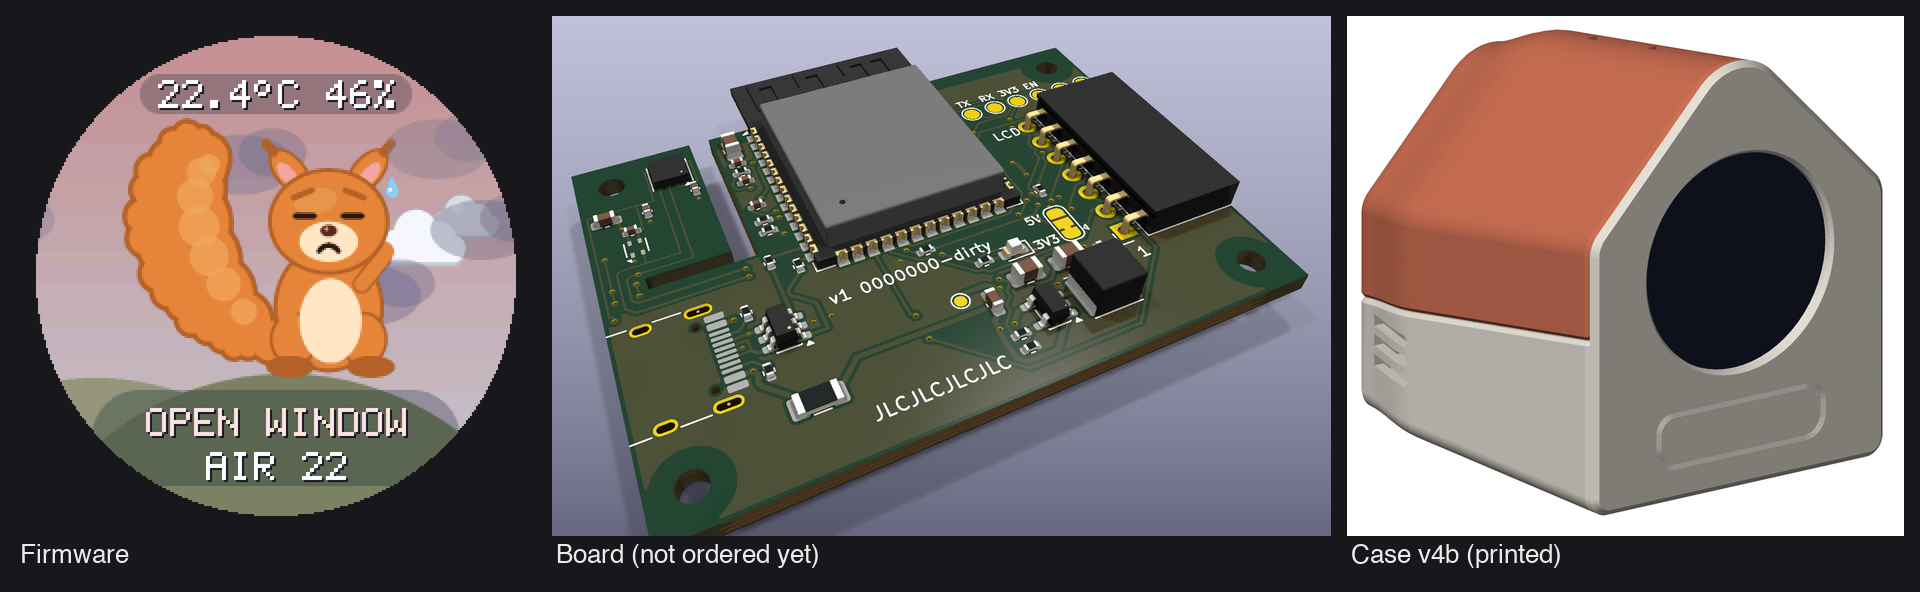 22.4°C 46%
OPEN WINDOW
AIR 22
Firmware
TX RX 3V3 EN
LCD
5V
3V3
1
v1 0000000-dirty
JLCJLCJLCJLC
Board (not ordered yet)
Case v4b (printed)